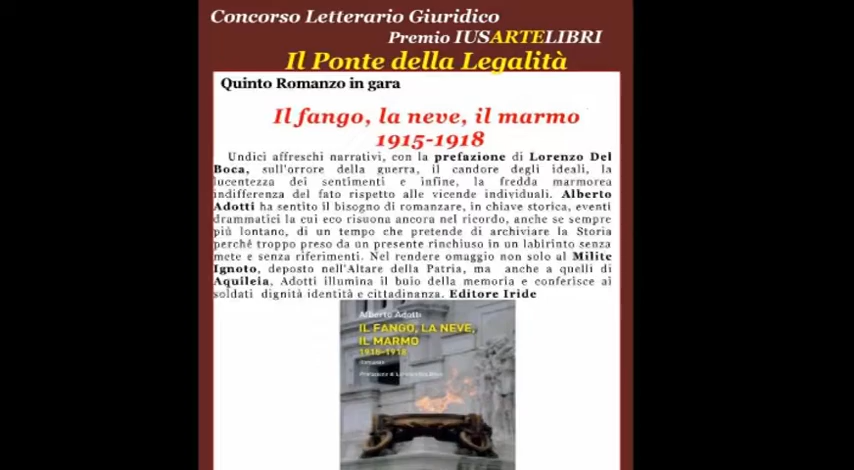 Concorso Letterario Giuridico
Premio IUSARTELIBRI
Il Ponte della Legalità
Quinto Romanzo in gara
Il fango, la neve, il marmo
1915-1918
Undici affreschi narrativi, con la prefazione di Lorenzo Del
Boca, sull'orrore della guerra, il candore degli ideali, la
lucentezza dei sentimenti e infine, la fredda marmorea
indifferenza del fato rispetto alle vicende individuali. Alberto
Adotti ha sentito il bisogno di romanzare, in chiave storica, eventi
drammatici la cui eco risuona ancora nel ricordo, anche se sempre
più lontano, di un tempo che pretende di archiviare la Storia
perché troppo preso da un presente rinchiuso in un labirinto senza
mete e senza riferimenti. Nel rendere omaggio non solo al Milite
Ignoto, deposto nell'Altare della Patria, ma anche a quelli di
Aquileia, Adotti illumina il buio della memoria e conferisce ai
soldati dignità identità e cittadinanza. Editore Iride
Alberto Adotti
IL FANGO, LA NEVE,
IL MARMO
1915-1918
romanzo
Prefazione di Lorenzo Del Boca